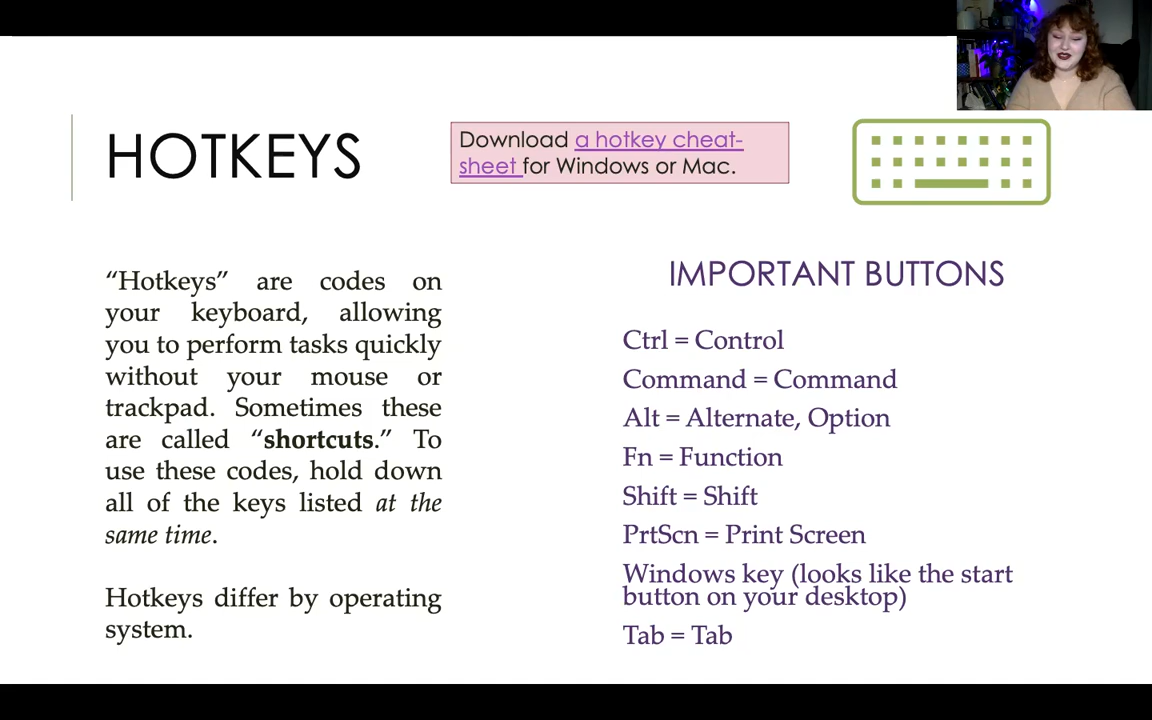 HOTKEYS
Download a hotkey cheat-
sheet for Windows or Mac.
“Hotkeys” are codes on
your keyboard, allowing
you to perform tasks quickly
without your mouse or
trackpad. Sometimes these
are called “shortcuts.” To
use these codes, hold down
all of the keys listed at the
same time.
Hotkeys differ by operating
system.
IMPORTANT BUTTONS
Ctrl = Control
Command = Command
Alt = Alternate, Option
Fn = Function
Shift = Shift
PrtScn = Print Screen
Windows key (looks like the start
button on your desktop)
Tab = Tab